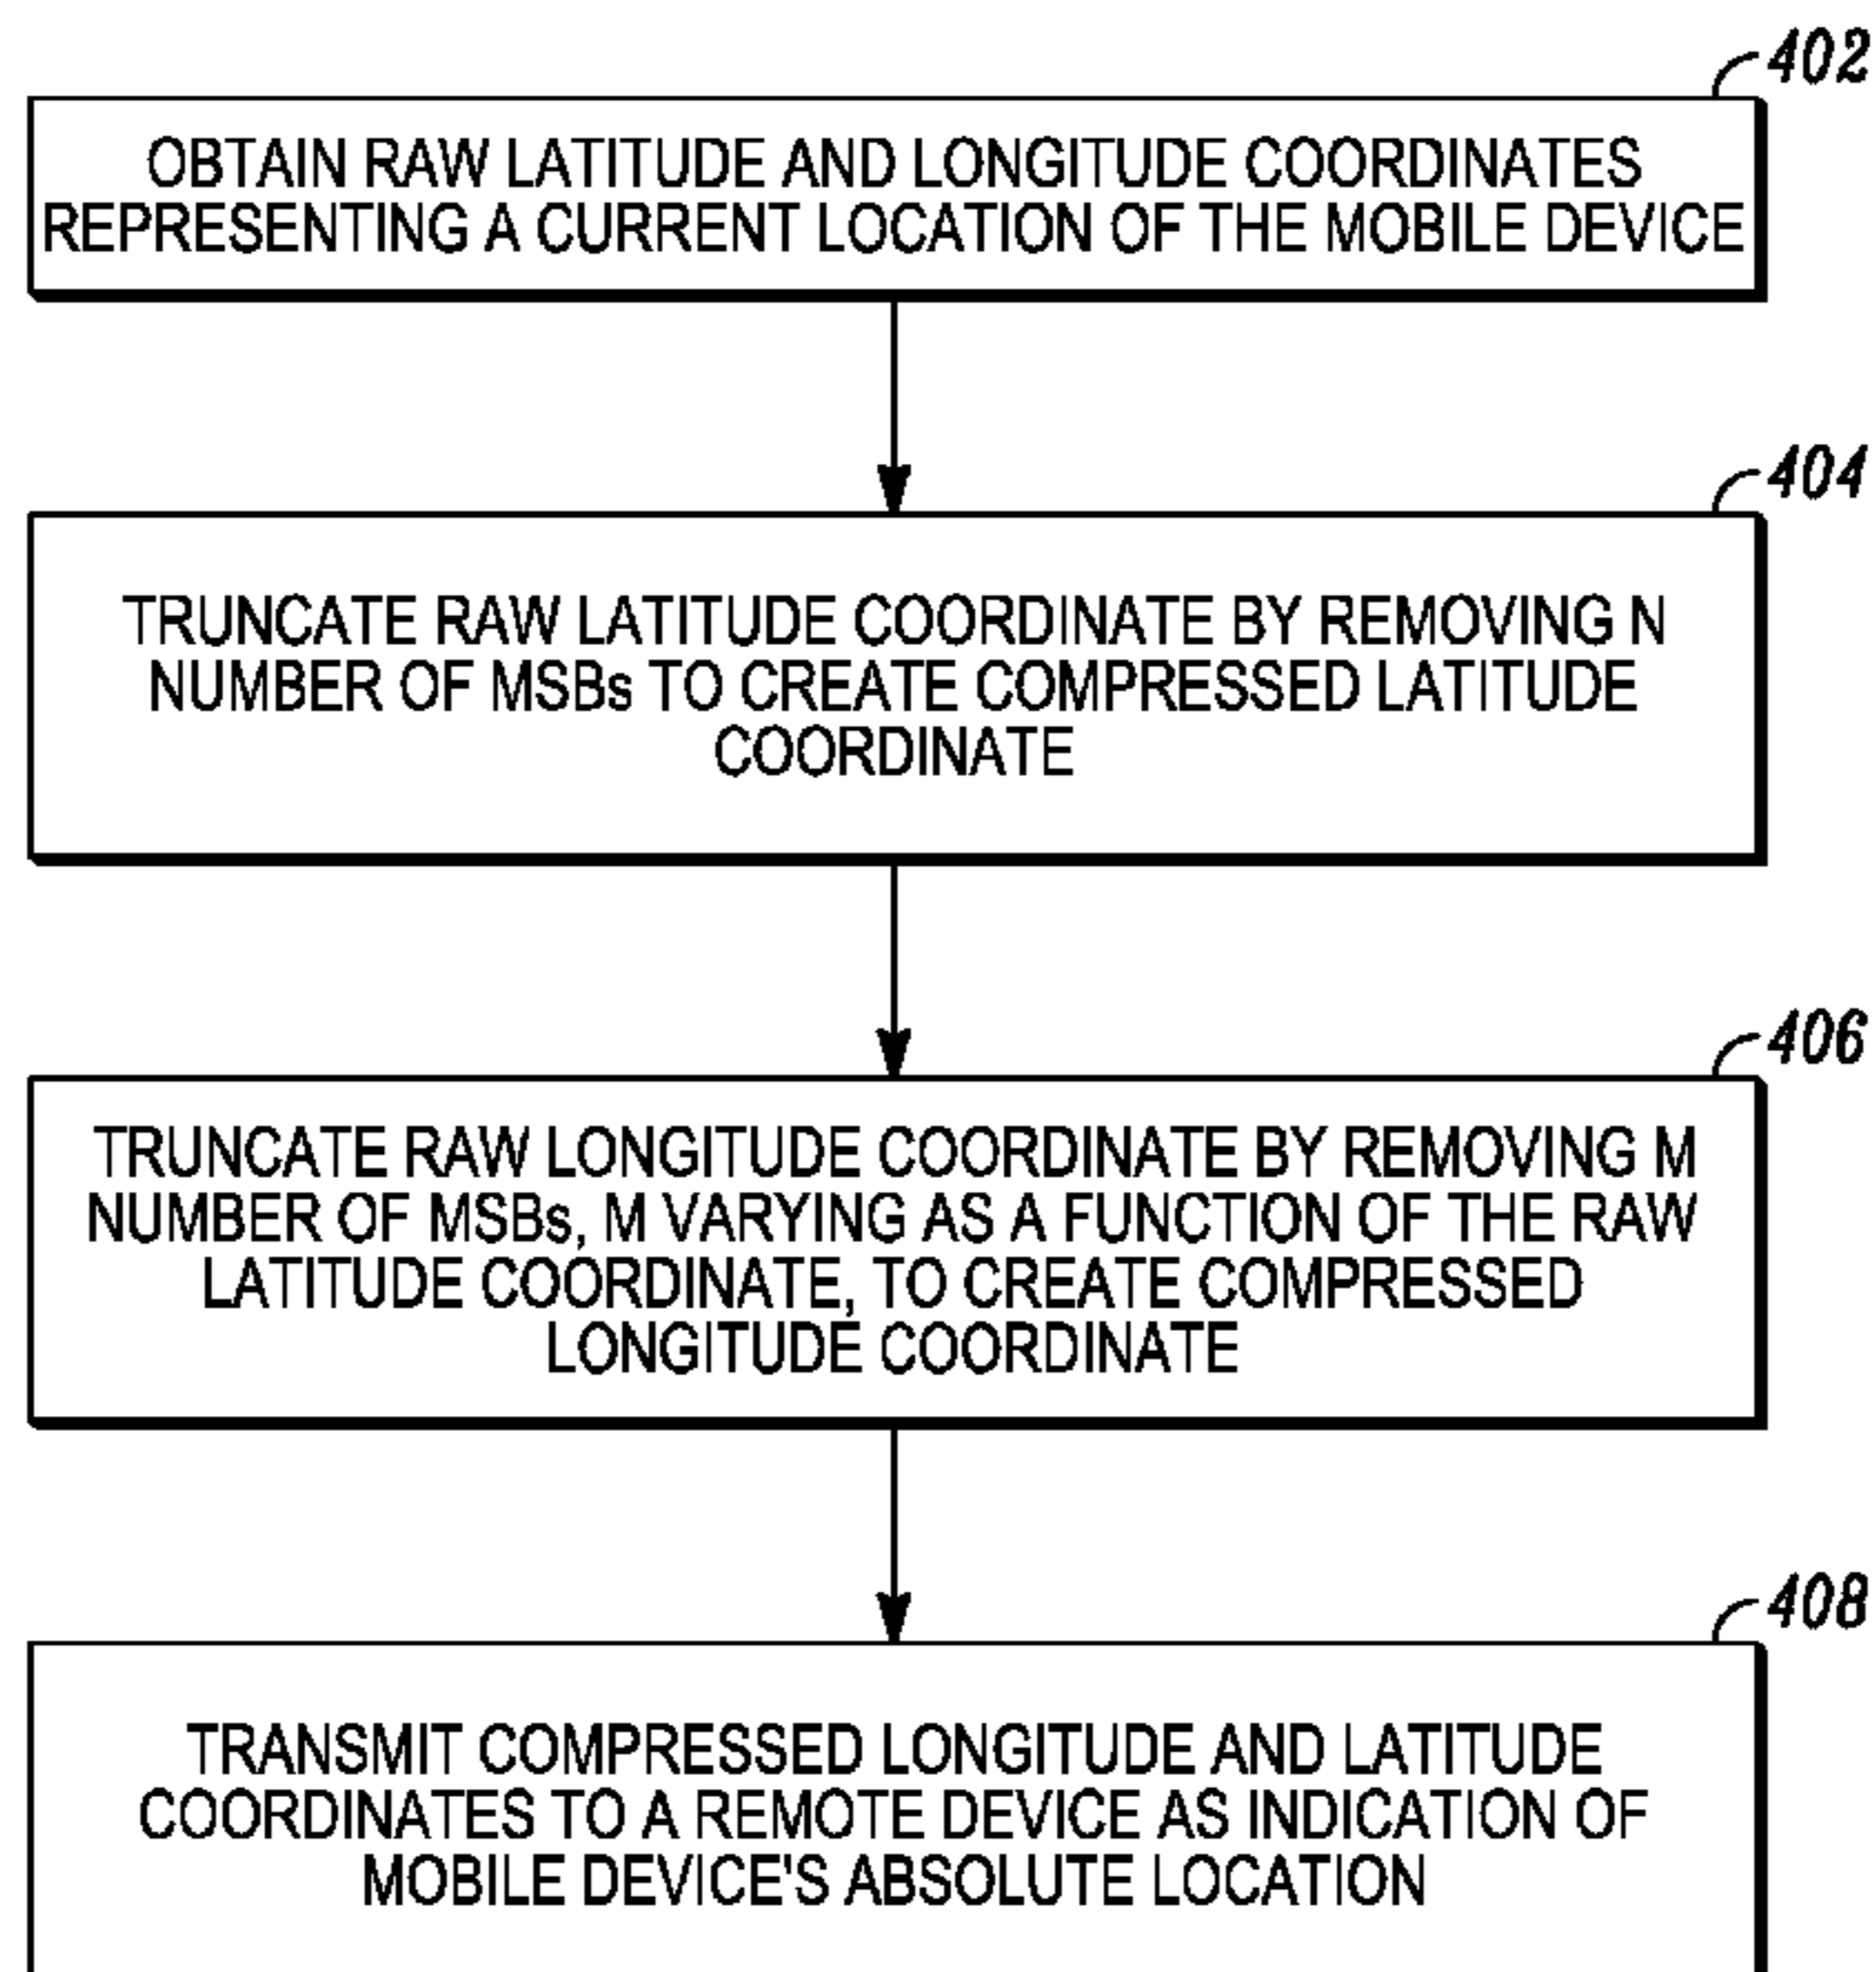 402
OBTAIN RAW LATITUDE AND LONGITUDE COORDINATES
REPRESENTING A CURRENT LOCATION OF THE MOBILE DEVICE
404
TRUNCATE RAW LATITUDE COORDINATE BY REMOVING N
NUMBER OF MSBs TO CREATE COMPRESSED LATITUDE
COORDINATE
406
TRUNCATE RAW LONGITUDE COORDINATE BY REMOVING M
NUMBER OF MSBs, M VARYING AS A FUNCTION OF THE RAW
LATITUDE COORDINATE, TO CREATE COMPRESSED
LONGITUDE COORDINATE
408
TRANSMIT COMPRESSED LONGITUDE AND LATITUDE
COORDINATES TO A REMOTE DEVICE AS INDICATION OF
MOBILE DEVICE'S ABSOLUTE LOCATION